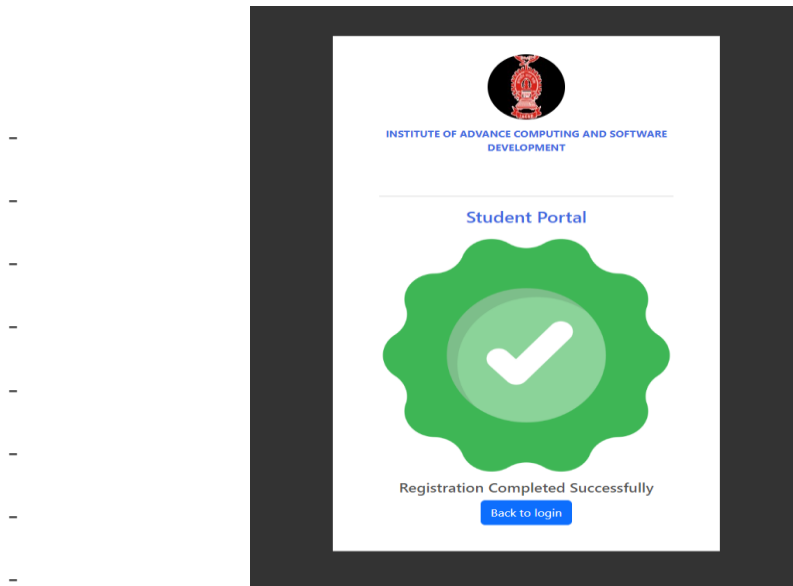 INSTITUTE OF ADVANCE COMPUTING AND SOFTWARE
DEVELOPMENT
Student Portal
Registration Completed Successfully
Back to login